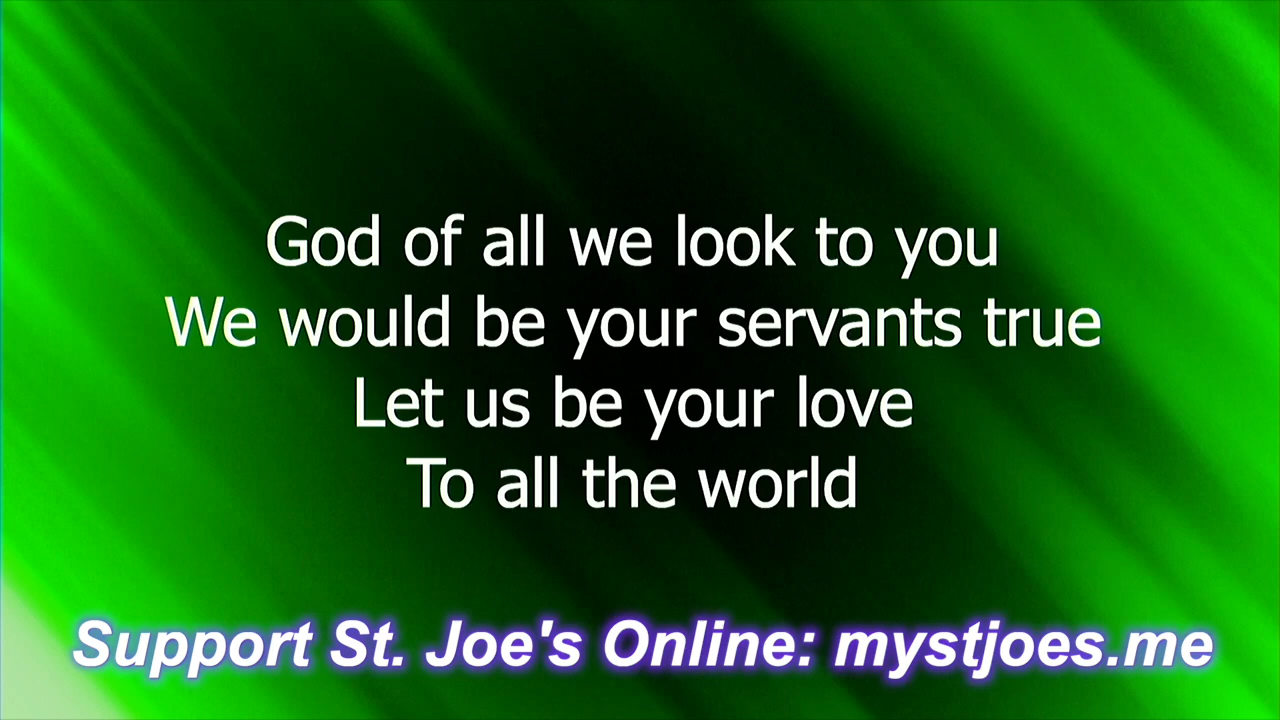 God of all we look to you
We would be your servants true
Let us be your love
To all the world
Support St. Joe's Online: mystjoes.me